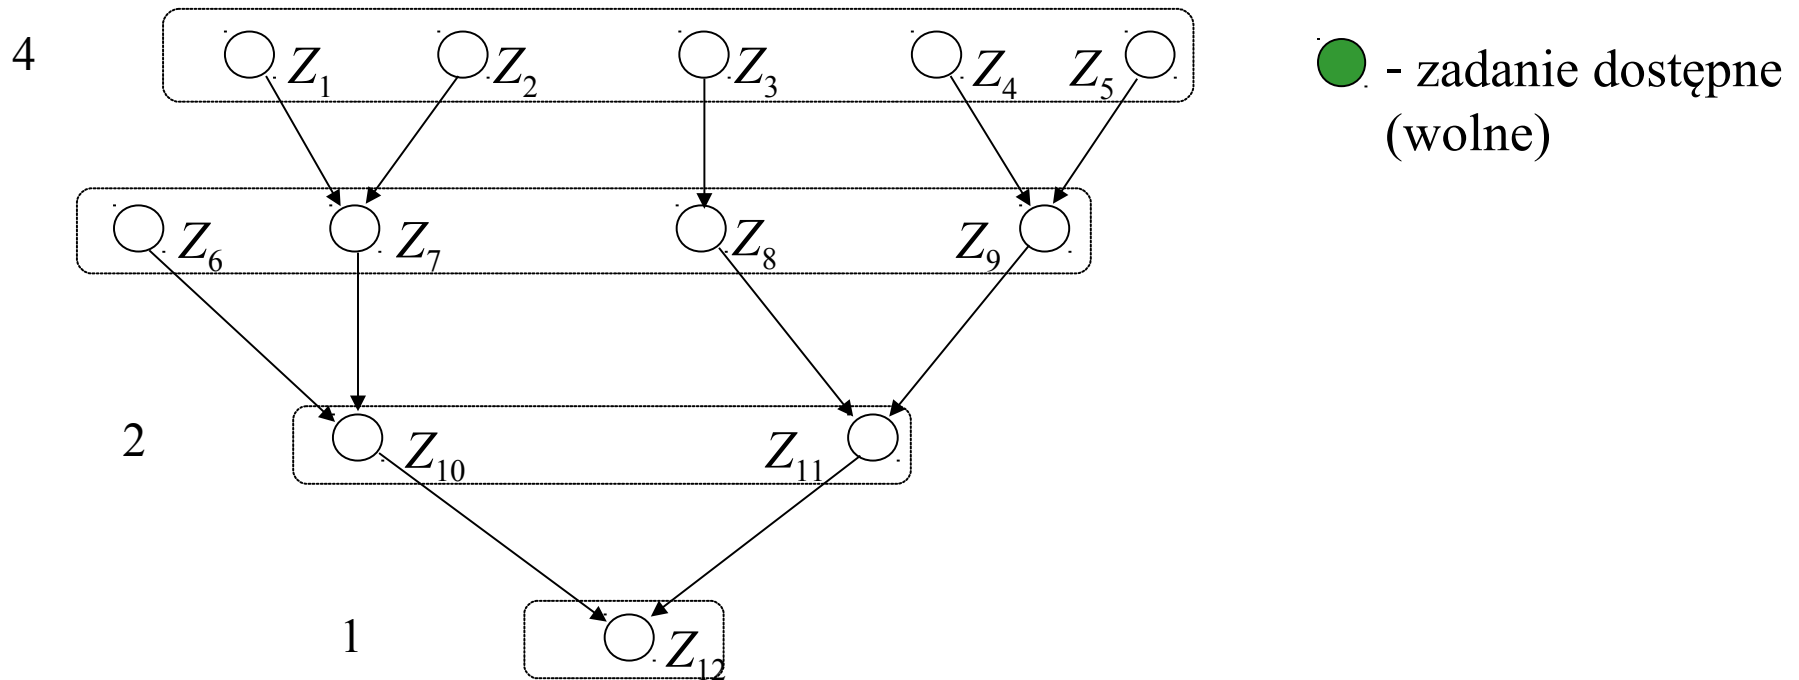 4 Z1 Z2 Z3 Z4 Z5
- zadanie dostępne
(wolne)
Z6 Z7 Z8 Z9
2 Z10 Z11
1 Z12